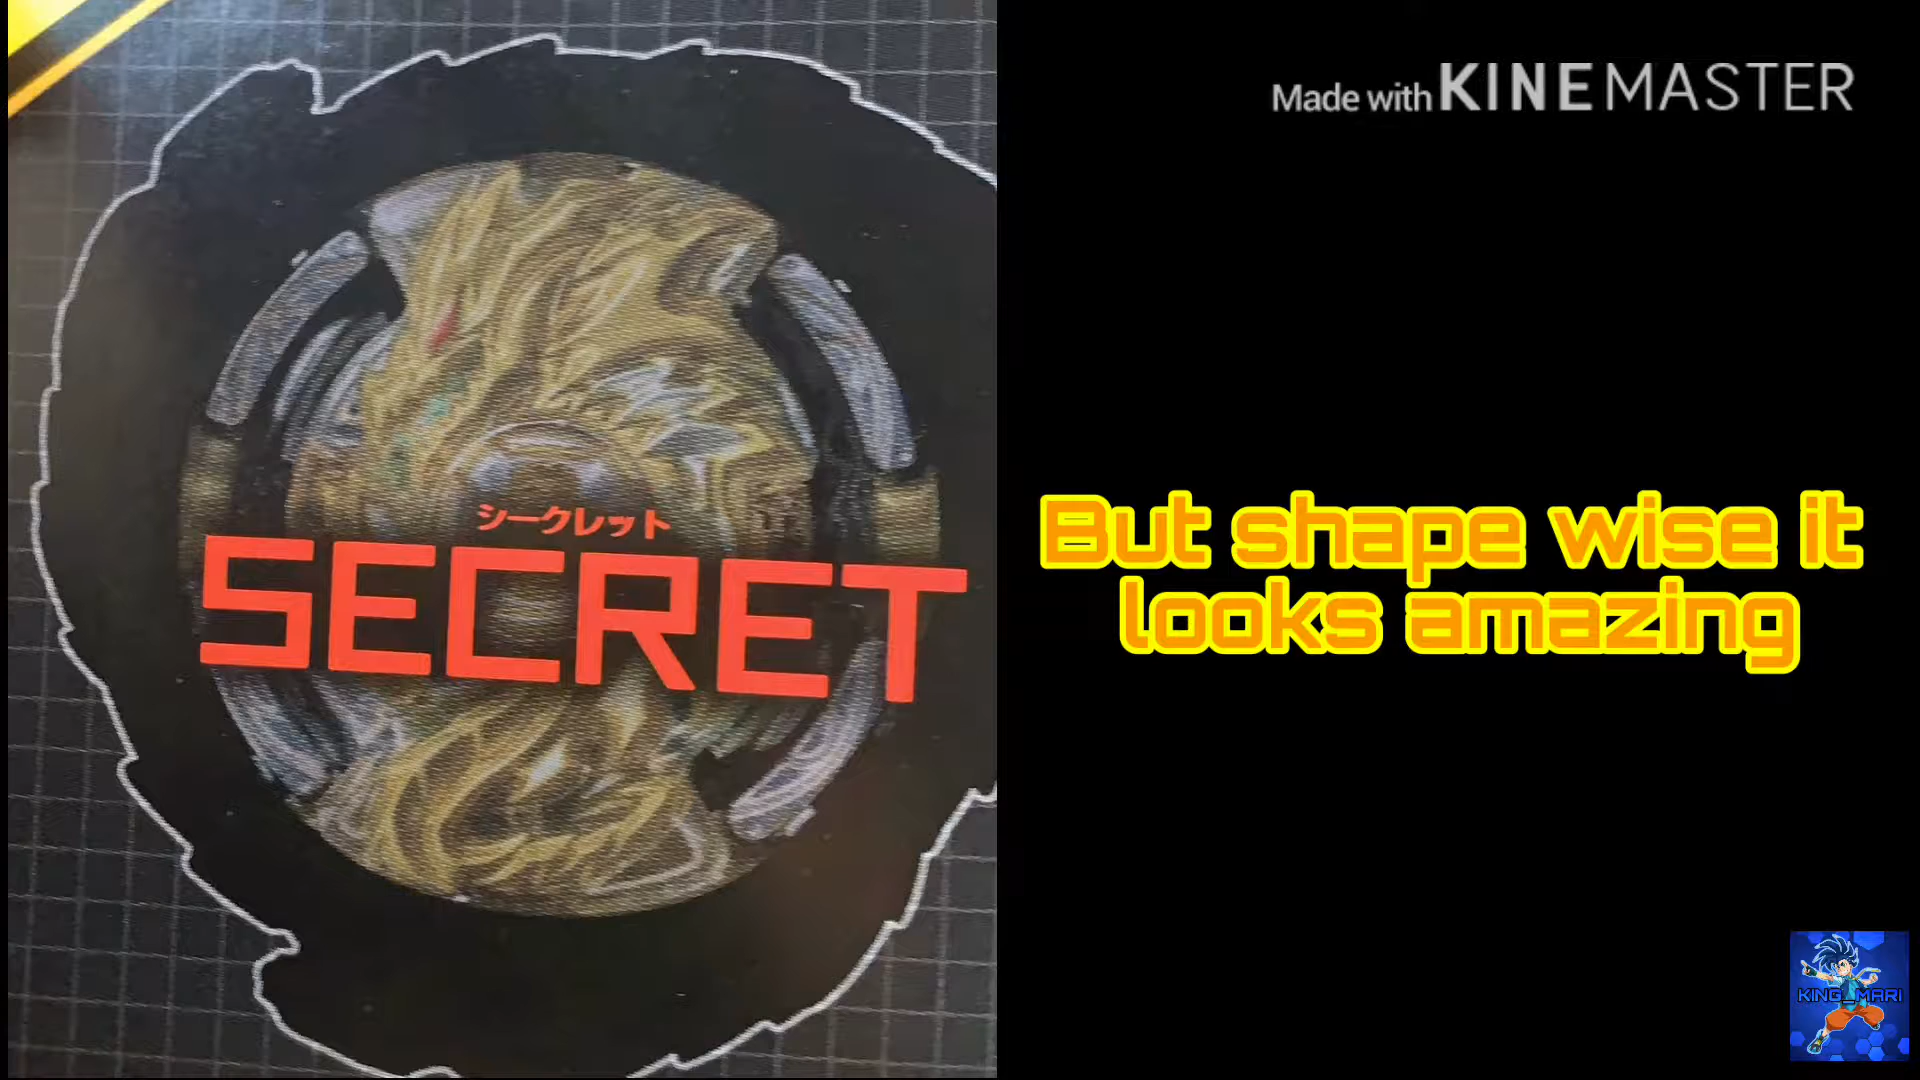 Made with KINEMASTER
シークレット
SECRET
But shape wise it
looks amazing
KING_MARI